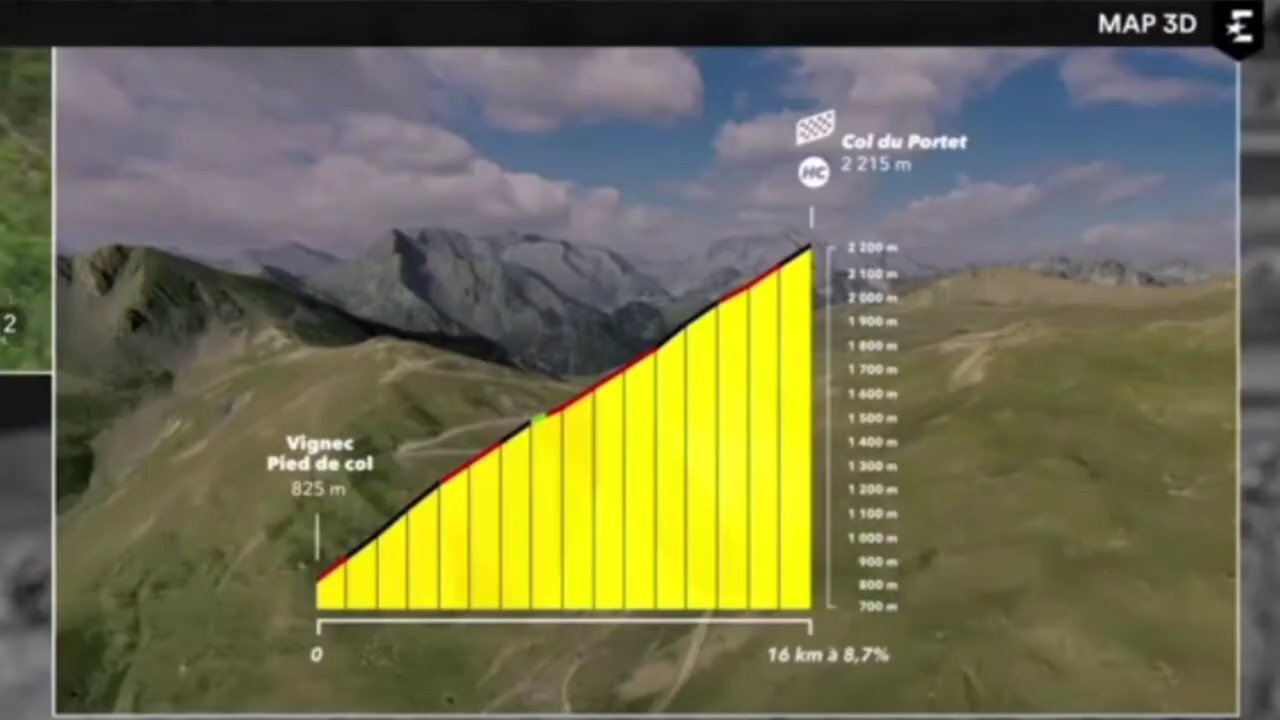 MAP 3D
Col du Portet
HC
2 215 m
2 200 m
2 100 m
2 000 m
1 900 m
1 800 m
1 700 m
1 600 m
1 500 m
1 400 m
1 300 m
1 200 m
1 100 m
1 000 m
900 m
800 m
700 m
Vignec
Pied de col
825 m
2
0
16 km à 8,7%